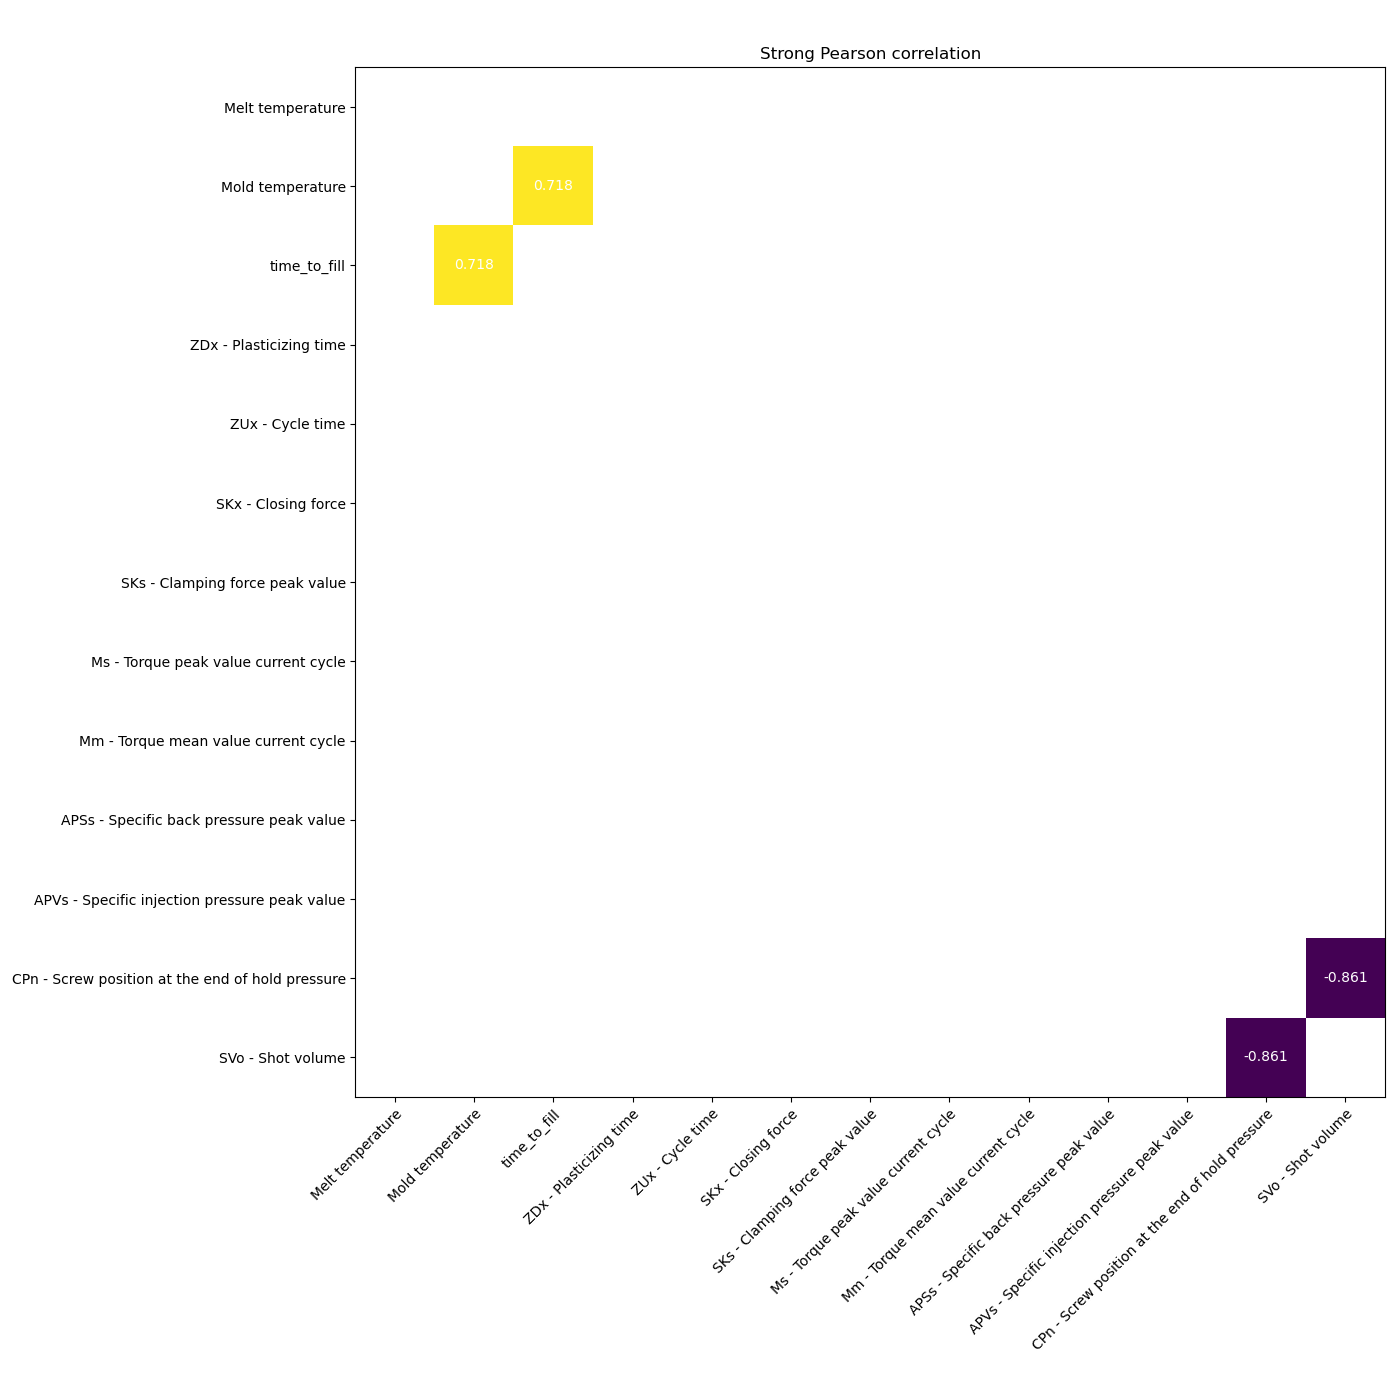 Strong Pearson correlation
Melt temperature
Mold temperature
0.718
time_to_fill
0.718
ZDx - Plasticizing time
ZUx - Cycle time
SKx - Closing force
SKs - Clamping force peak value
Ms - Torque peak value current cycle
Mm - Torque mean value current cycle
APSs - Specific back pressure peak value
APVs - Specific injection pressure peak value
CPn - Screw position at the end of hold pressure
-0.861
SVo - Shot volume
-0.861
Melt temperature
Mold temperature
time_to_fill
ZDx - Plasticizing time
ZUx - Cycle time
SKx - Closing force
SKs - Clamping force peak value
Ms - Torque peak value current cycle
Mm - Torque mean value current cycle
APSs - Specific back pressure peak value
APVs - Specific injection pressure peak value
CPn - Screw position at the end of hold pressure
SVo - Shot volume